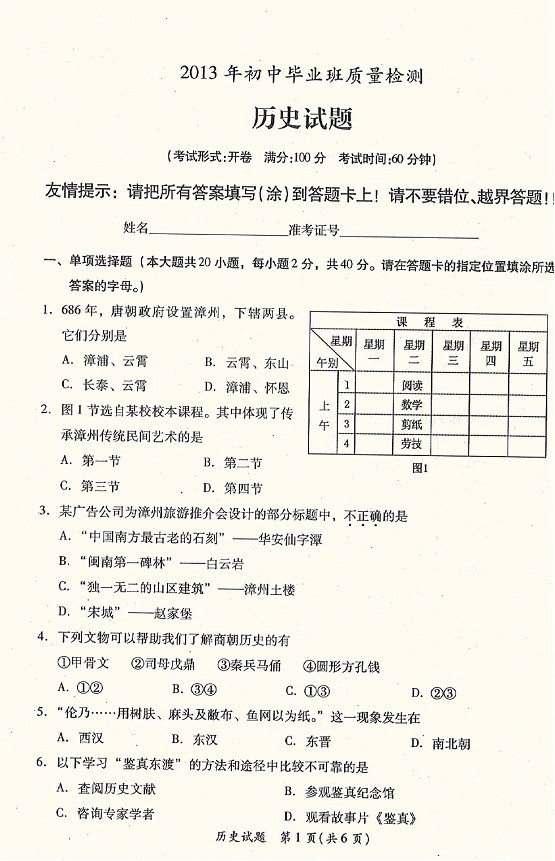 2013年初中毕业班质量检测
历史试题
(考试形式:开卷 满分:100分 考试时间:60分钟)
友情提示：请把所有答案填写(涂)到答题卡上！请不要错位、越界答题!!
姓名 准考证号
一、单项选择题（本大题共20小题，每小题2分，共40分。请在答题卡的指定位置填涂所选
答案的字母。)
1. 686年，唐朝政府设置漳州，下辖两县。
它们分别是
A. 漳浦、云霄 B. 云霄、东山
C. 长泰、云霄 D. 漳浦、怀恩
2. 图1节选自某校校本课程。其中体现了传
承漳州传统民间艺术的是
A. 第一节 B. 第二节
C. 第三节 D. 第四节
课程表
星期 午别 星期一 星期二 星期三 星期四 星期五
上午 1 阅读
2 数学
3 剪纸
4 劳技
图1
3. 某广告公司为漳州旅游推介会设计的部分标题中，不正确的是
A. “中国南方最古老的石刻”——华安仙字潭
B. “闽南第一碑林”——白云岩
C. “独一无二的山区建筑”——漳州土楼
D. “宋城”——赵家堡
4. 下列文物可以帮助我们了解商朝历史的有
①甲骨文 ②司母戊鼎 ③秦兵马俑 ④圆形方孔钱
A. ①② B. ③④ C. ①③ D. ②③
5. “伦乃……用树肤、麻头及敝布、鱼网以为纸。”这一现象发生在
A. 西汉 B. 东汉 C. 东晋 D. 南北朝
6. 以下学习“鉴真东渡”的方法和途径中比较不可靠的是
A. 查阅历史文献 B. 参观鉴真纪念馆
C. 咨询专家学者 D. 观看故事片《鉴真》
历史试题 第1页(共6页)